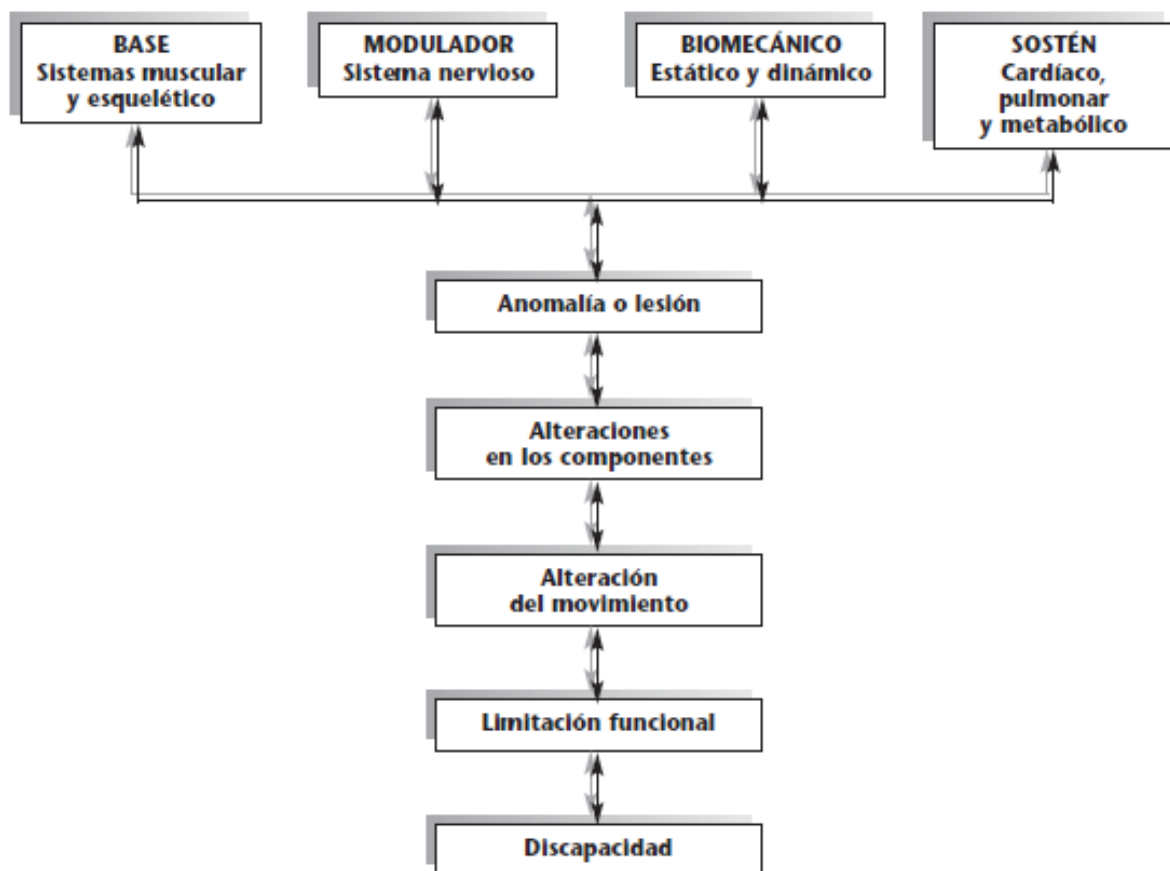 BASE
Sistemas muscular
y esquelético
MODULADOR
Sistema nervioso
BIOMECÁNICO
Estático y dinámico
SOSTÉN
Cardíaco,
pulmonar
y metabólico
Anomalía o lesión
Alteraciones
en los componentes
Alteración
del movimiento
Limitación funcional
Discapacidad